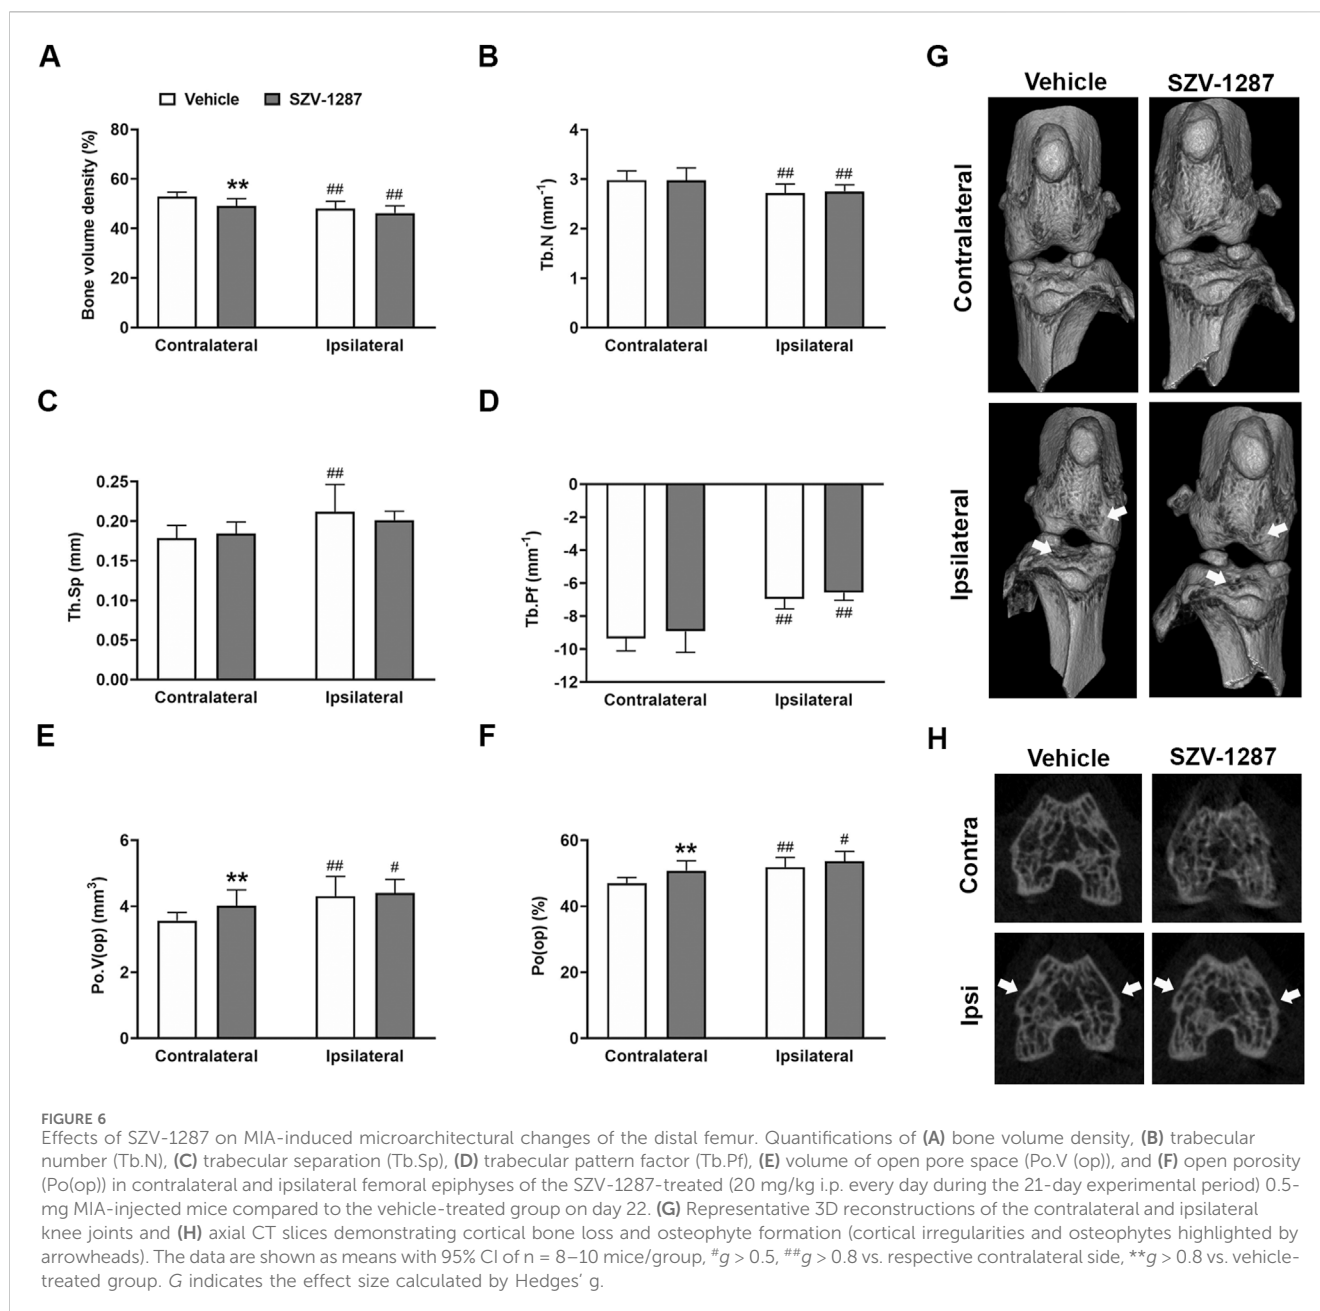 A
Vehicle
SZV-1287
Bone volume density (%)
80
60
40
20
0
**
##
##
Contralateral
Ipsilateral
B
Tb.N (mm-1)
4
3
2
1
0
##
##
Contralateral
Ipsilateral
C
Th.Sp (mm)
0.25
0.20
0.15
0.10
0.05
0.00
##
Contralateral
Ipsilateral
D
Tb.Pf (mm-1)
0
-2
-4
-6
-8
-10
-12
##
##
Contralateral
Ipsilateral
E
Po.V(op) (mm3)
6
4
2
0
**
##
#
Contralateral
Ipsilateral
F
Po(op) (%)
60
40
20
0
**
##
#
Contralateral
Ipsilateral
G
Vehicle
SZV-1287
Contralateral
Ipsilateral
H
Vehicle
SZV-1287
Contra
Ipsi
FIGURE 6
Effects of SZV-1287 on MIA-induced microarchitectural changes of the distal femur. Quantifications of (A) bone volume density, (B) trabecular
number (Tb.N), (C) trabecular separation (Tb.Sp), (D) trabecular pattern factor (Tb.Pf), (E) volume of open pore space (Po.V (op)), and (F) open porosity
(Po(op)) in contralateral and ipsilateral femoral epiphyses of the SZV-1287-treated (20 mg/kg i.p. every day during the 21-day experimental period) 0.5-
mg MIA-injected mice compared to the vehicle-treated group on day 22. (G) Representative 3D reconstructions of the contralateral and ipsilateral
knee joints and (H) axial CT slices demonstrating cortical bone loss and osteophyte formation (cortical irregularities and osteophytes highlighted by
arrowheads). The data are shown as means with 95% CI of n = 8–10 mice/group, #g > 0.5, ##g > 0.8 vs. respective contralateral side, **g > 0.8 vs. vehicle-
treated group. G indicates the effect size calculated by Hedges’ g.